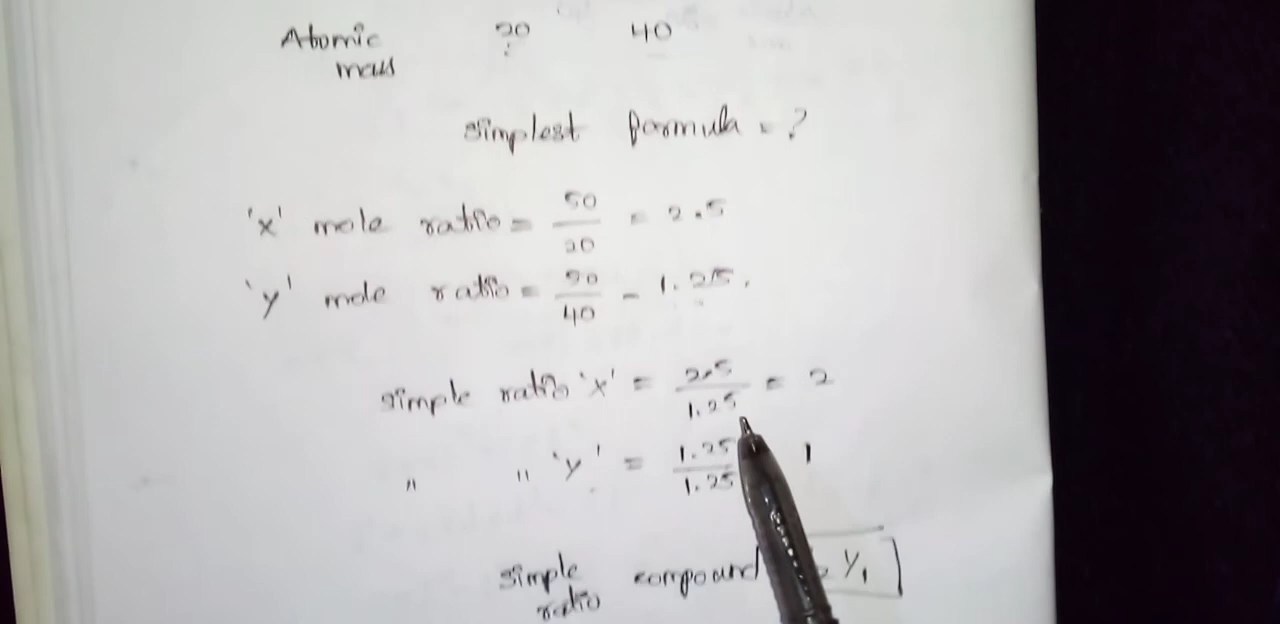 Atomic mass 20 40
simplest formula = ?
'x' mole ratio = 50/20 = 2.5
'y' mole ratio = 50/40 = 1.25.
simple ratio 'x' = 2.5/1.25 = 2
" " 'y' = 1.25/1.25 1
simple ratio compound Y₁